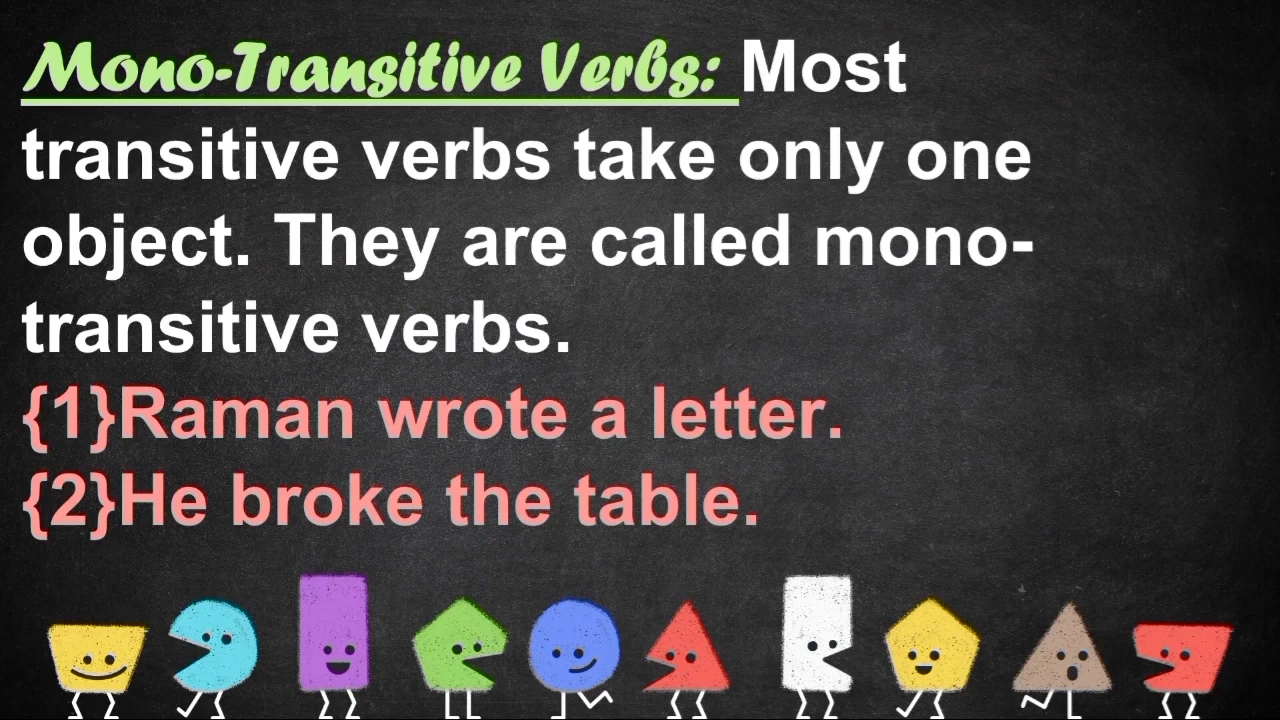 Mono-Transitive Verbs: Most
transitive verbs take only one
object. They are called mono-
transitive verbs.
{1}Raman wrote a letter.
{2}He broke the table.